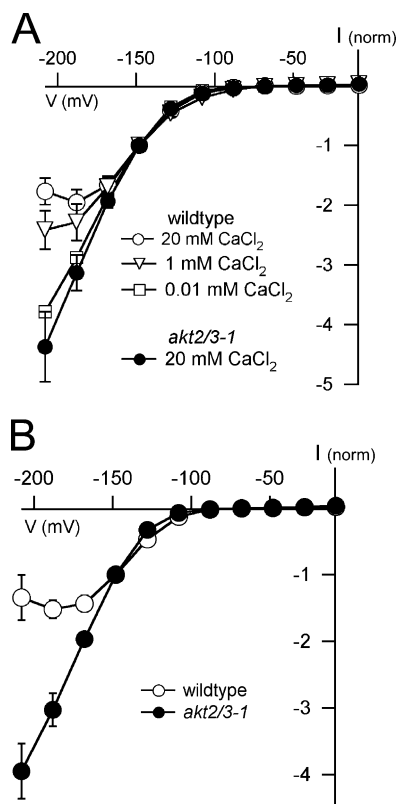 A
I (norm)
-200 -150 -100 -50
V (mV)
-1
-2
-3
-4
-5
wildtype
20 mM CaCl2
1 mM CaCl2
0.01 mM CaCl2
akt2/3-1
20 mM CaCl2
B
I (norm)
-200 -150 -100 -50
V (mV)
-1
-2
-3
-4
wildtype
akt2/3-1